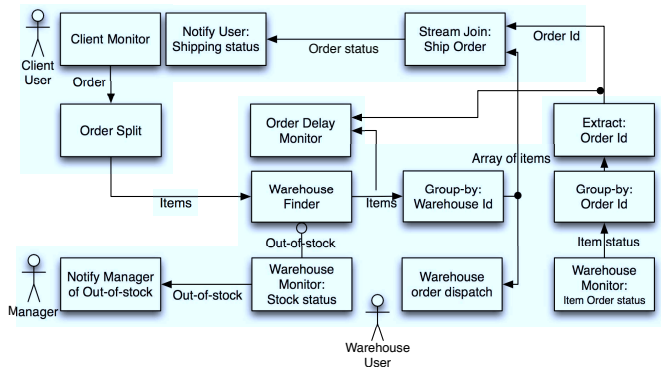 Client Monitor
Notify User:
Shipping status
Stream Join:
Ship Order
Order status
Order Id
Client
User
Order
Order Split
Order Delay
Monitor
Extract:
Order Id
Array of items
Items
Warehouse
Finder
Items
Group-by:
Warehouse Id
Group-by:
Order Id
Out-of-stock
Item status
Manager
Notify Manager
of Out-of-stock
Out-of-stock
Warehouse
Monitor:
Stock status
Warehouse
order dispatch
Warehouse
Monitor:
Item Order status
Warehouse
User